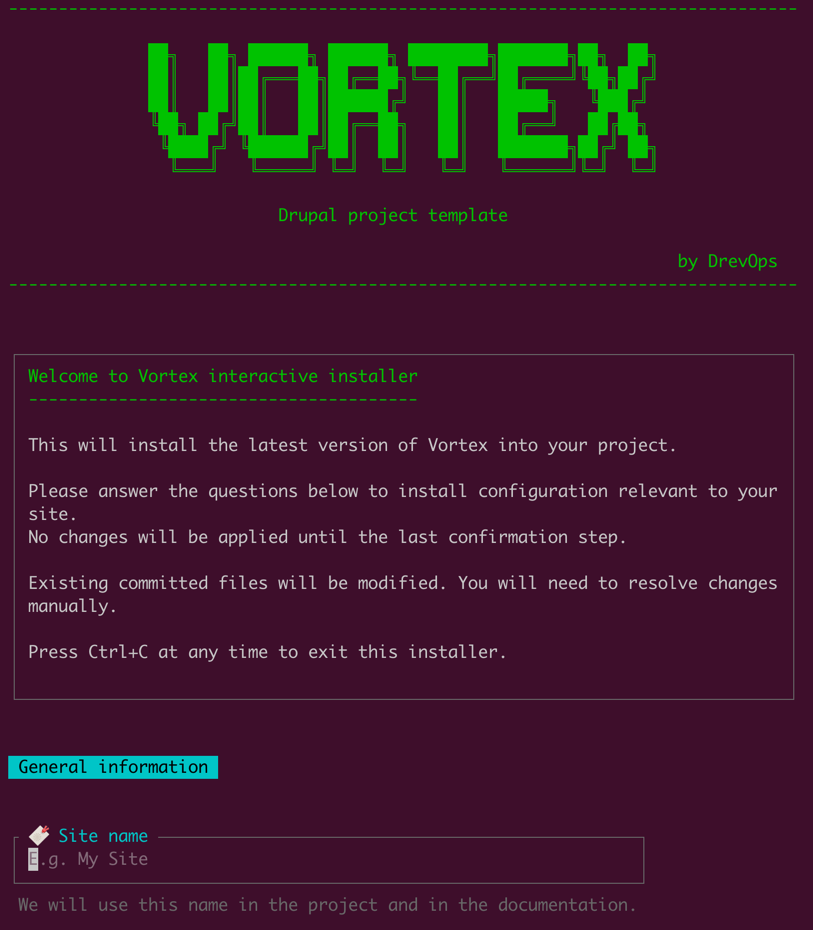 VORTEX
Drupal project template
by DrevOps
Welcome to Vortex interactive installer
This will install the latest version of Vortex into your project.
Please answer the questions below to install configuration relevant to your
site.
No changes will be applied until the last confirmation step.
Existing committed files will be modified. You will need to resolve changes
manually.
Press Ctrl+C at any time to exit this installer.
General information
Site name
E.g. My Site
We will use this name in the project and in the documentation.